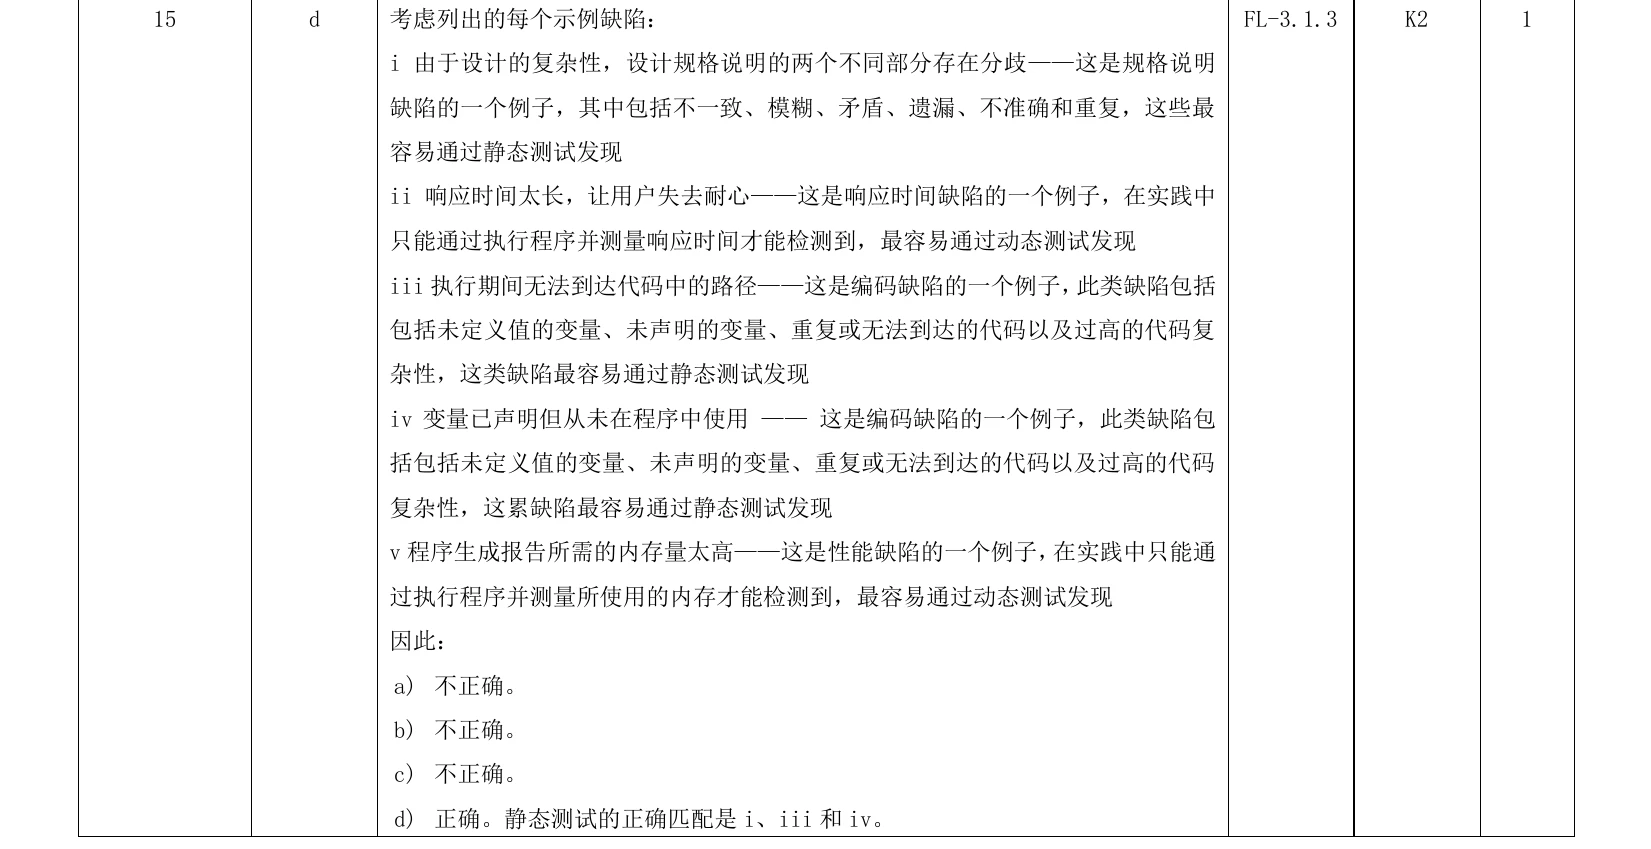 15 d 考虑列出的每个示例缺陷： FL-3.1.3 K2 1
i 由于设计的复杂性，设计规格说明的两个不同部分存在分歧——这是规格说明
缺陷的一个例子，其中包括不一致、模糊、矛盾、遗漏、不准确和重复，这些最
容易通过静态测试发现
ii 响应时间太长，让用户失去耐心——这是响应时间缺陷的一个例子，在实践中
只能通过执行程序并测量响应时间才能检测到，最容易通过动态测试发现
iii 执行期间无法到达代码中的路径——这是编码缺陷的一个例子，此类缺陷包括
包括未定义值的变量、未声明的变量、重复或无法到达的代码以及过高的代码复
杂性，这类缺陷最容易通过静态测试发现
iv 变量已声明但从未在程序中使用 —— 这是编码缺陷的一个例子，此类缺陷包
括包括未定义值的变量、未声明的变量、重复或无法到达的代码以及过高的代码
复杂性，这累缺陷最容易通过静态测试发现
v 程序生成报告所需的内存量太高——这是性能缺陷的一个例子，在实践中只能通
过执行程序并测量所使用的内存才能检测到，最容易通过动态测试发现
因此：
a) 不正确。
b) 不正确。
c) 不正确。
d) 正确。静态测试的正确匹配是 i、iii 和 iv。